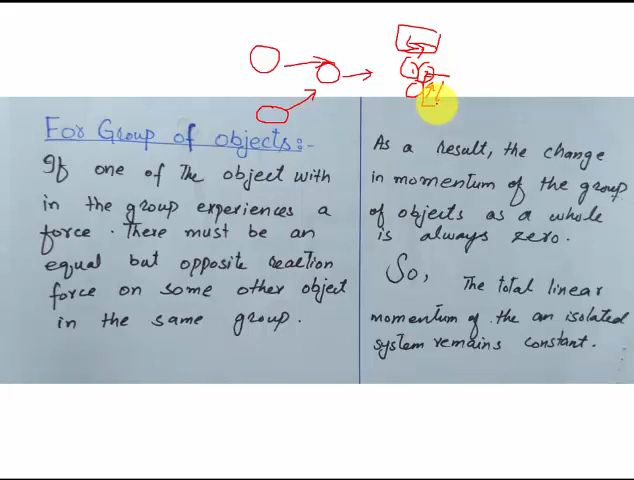 For Group of objects:-
If one of The object with
in the group experiences a
force. There must be an
equal but opposite reaction
force on some other object
in the same group.
As a result, the change
in momentum of the group
of objects as a whole
is always zero.
So, The total linear
momentum of the an isolated
system remains constant.